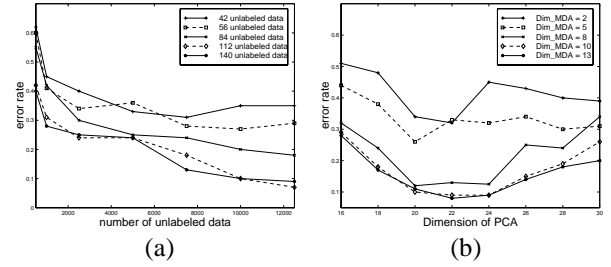 error rate
0.6
0.5
0.4
0.3
0.2
0.1
0
42 unlabeled data
56 unlabeled data
84 unlabeled data
112 unlabeled data
140 unlabeled data
2000 4000 6000 8000 10000 12000
number of unlabeled data
(a)
error rate
0.6
0.5
0.4
0.3
0.2
0.1
Dim_MDA = 2
Dim_MDA = 5
Dim_MDA = 8
Dim_MDA = 10
Dim_MDA = 13
16 18 20 22 24 26 28 30
Dimension of PCA
(b)